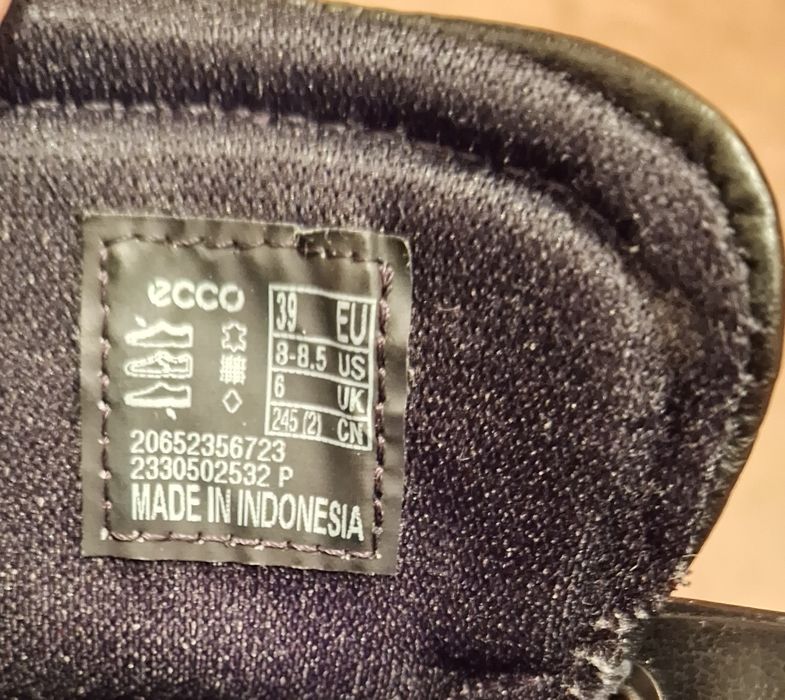 ecco
39 EU
8-8.5 US
6 UK
245 (2) CN
20652356723
2330502532 P
MADE IN INDONESIA